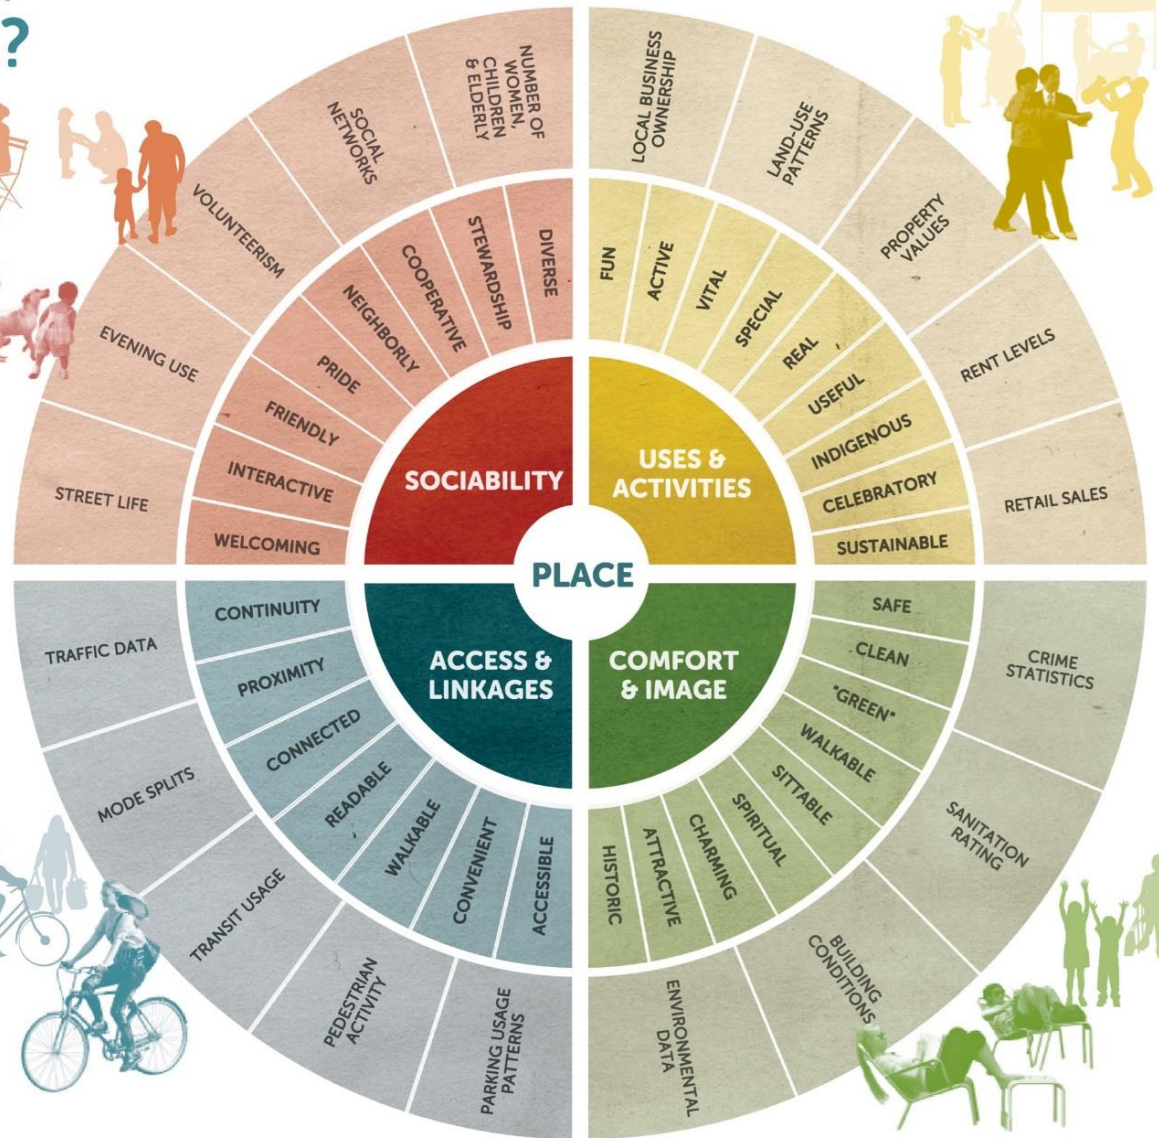 ?
NUMBER OF
WOMEN,
CHILDREN
& ELDERLY
SOCIAL
NETWORKS
VOLUNTEERISM
EVENING USE
STREET LIFE
DIVERSE
STEWARDSHIP
COOPERATIVE
NEIGHBORLY
PRIDE
FRIENDLY
INTERACTIVE
WELCOMING
SOCIABILITY
LOCAL BUSINESS
OWNERSHIP
LAND-USE
PATTERNS
PROPERTY
VALUES
RENT LEVELS
RETAIL SALES
FUN
ACTIVE
VITAL
SPECIAL
REAL
USEFUL
INDIGENOUS
CELEBRATORY
SUSTAINABLE
USES &
ACTIVITIES
PLACE
ACCESS &
LINKAGES
CONTINUITY
PROXIMITY
CONNECTED
READABLE
WALKABLE
CONVENIENT
ACCESSIBLE
TRAFFIC DATA
MODE SPLITS
TRANSIT USAGE
PEDESTRIAN
ACTIVITY
PARKING USAGE
PATTERNS
COMFORT
& IMAGE
SAFE
CLEAN
"GREEN"
WALKABLE
SITTABLE
SPIRITUAL
CHARMING
ATTRACTIVE
HISTORIC
CRIME
STATISTICS
SANITATION
RATING
BUILDING
CONDITIONS
ENVIRONMENTAL
DATA